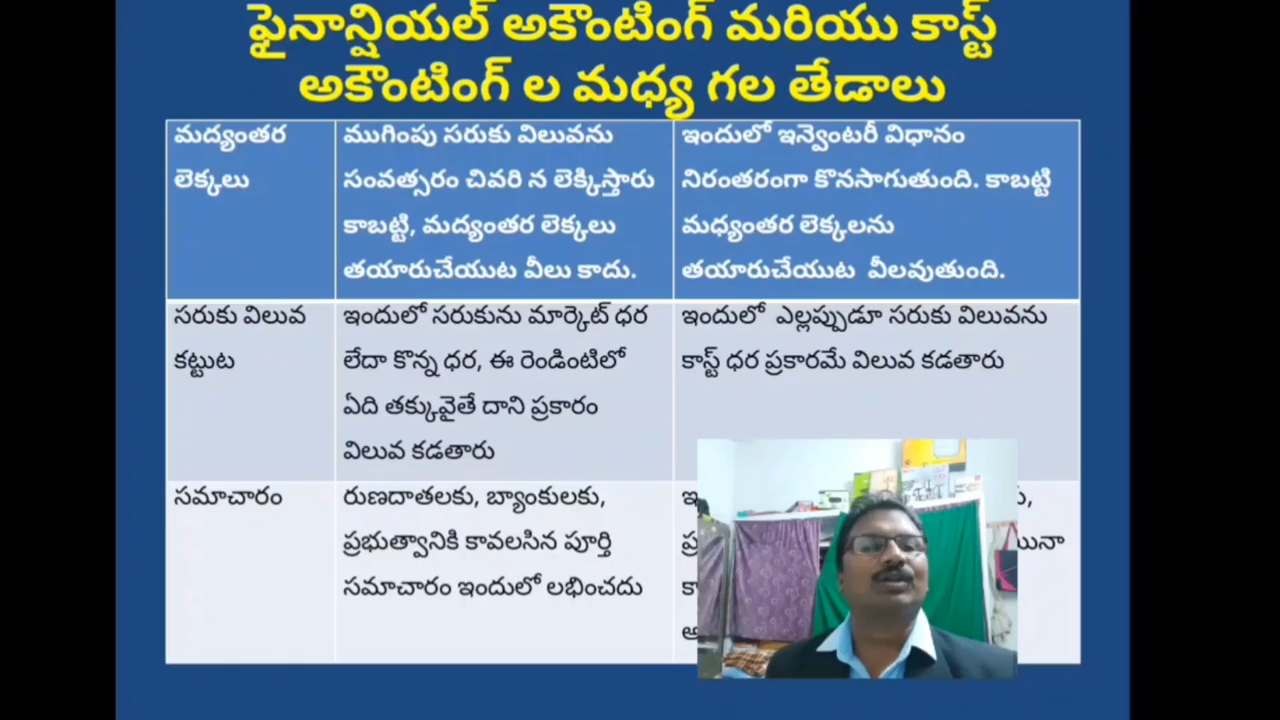 ఫైనాన్షియల్ అకౌంటింగ్ మరియు కాస్ట్
అకౌంటింగ్ ల మధ్య గల తేడాలు
మద్యంతర
లెక్కలు
ముగింపు సరుకు విలువను
సంవత్సరం చివరి న లెక్కిస్తారు
కాబట్టి, మద్యంతర లెక్కలు
తయారుచేయుట వీలు కాదు.
ఇందులో ఇన్వెంటరీ విధానం
నిరంతరంగా కొనసాగుతుంది. కాబట్టి
మధ్యంతర లెక్కలను
తయారుచేయుట వీలవుతుంది.
సరుకు విలువ
కట్టుట
ఇందులో సరుకును మార్కెట్ ధర
లేదా కొన్న ధర, ఈ రెండింటిలో
ఏది తక్కువైతే దాని ప్రకారం
విలువ కడతారు
ఇందులో ఎల్లప్పుడూ సరుకు విలువను
కాస్ట్ ధర ప్రకారమే విలువ కడతారు
సమాచారం
రుణదాతలకు, బ్యాంకులకు,
ప్రభుత్వానికి కావలసిన పూర్తి
సమాచారం ఇందులో లభించదు